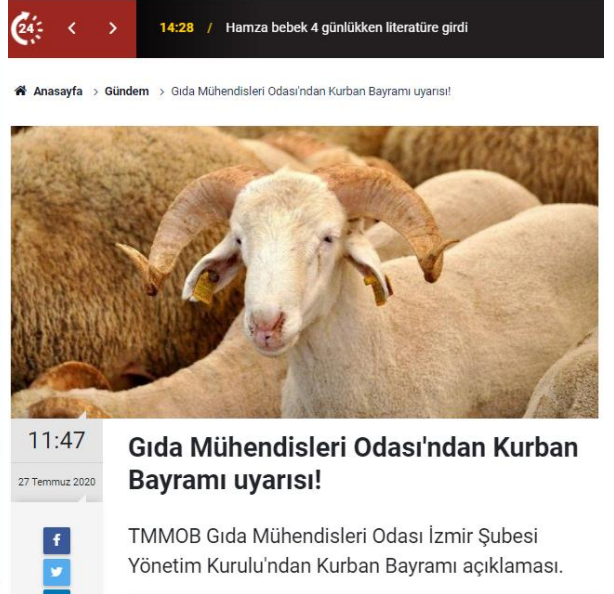 24
14:28 / Hamza bebek 4 günlükken literatüre girdi
Anasayfa > Gündem > Gıda Mühendisleri Odası'ndan Kurban Bayramı uyarısı!
11:47
27 Temmuz 2020
Gıda Mühendisleri Odası'ndan Kurban
Bayramı uyarısı!
TMMOB Gıda Mühendisleri Odası İzmir Şubesi
Yönetim Kurulu'ndan Kurban Bayramı açıklaması.